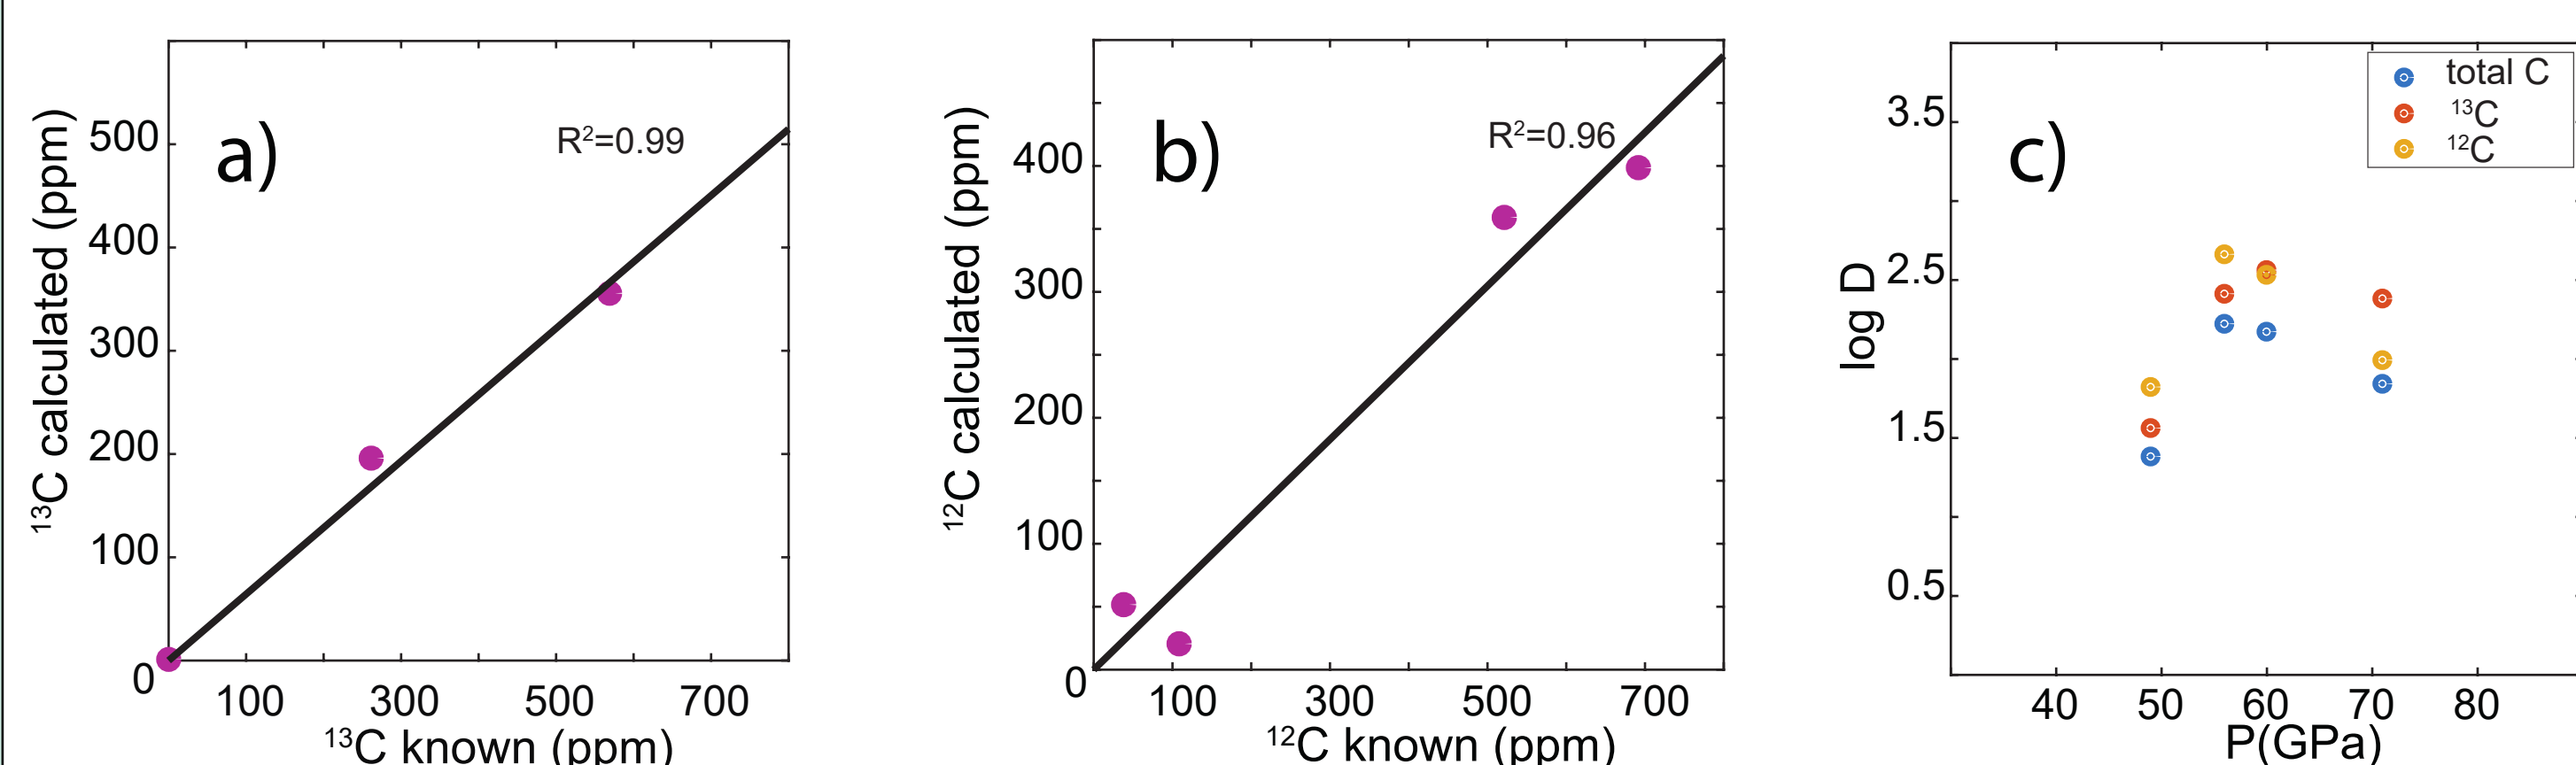 a)
R²=0.99
500
400
300
200
100
0
100 300 500 700
¹³C known (ppm)
¹³C calculated (ppm)
b)
R²=0.96
400
300
200
100
0
100 300 500 700
¹²C known (ppm)
¹²C calculated (ppm)
c)
total C
¹³C
¹²C
3.5
2.5
1.5
0.5
log D
40 50 60 70 80
P(GPa)